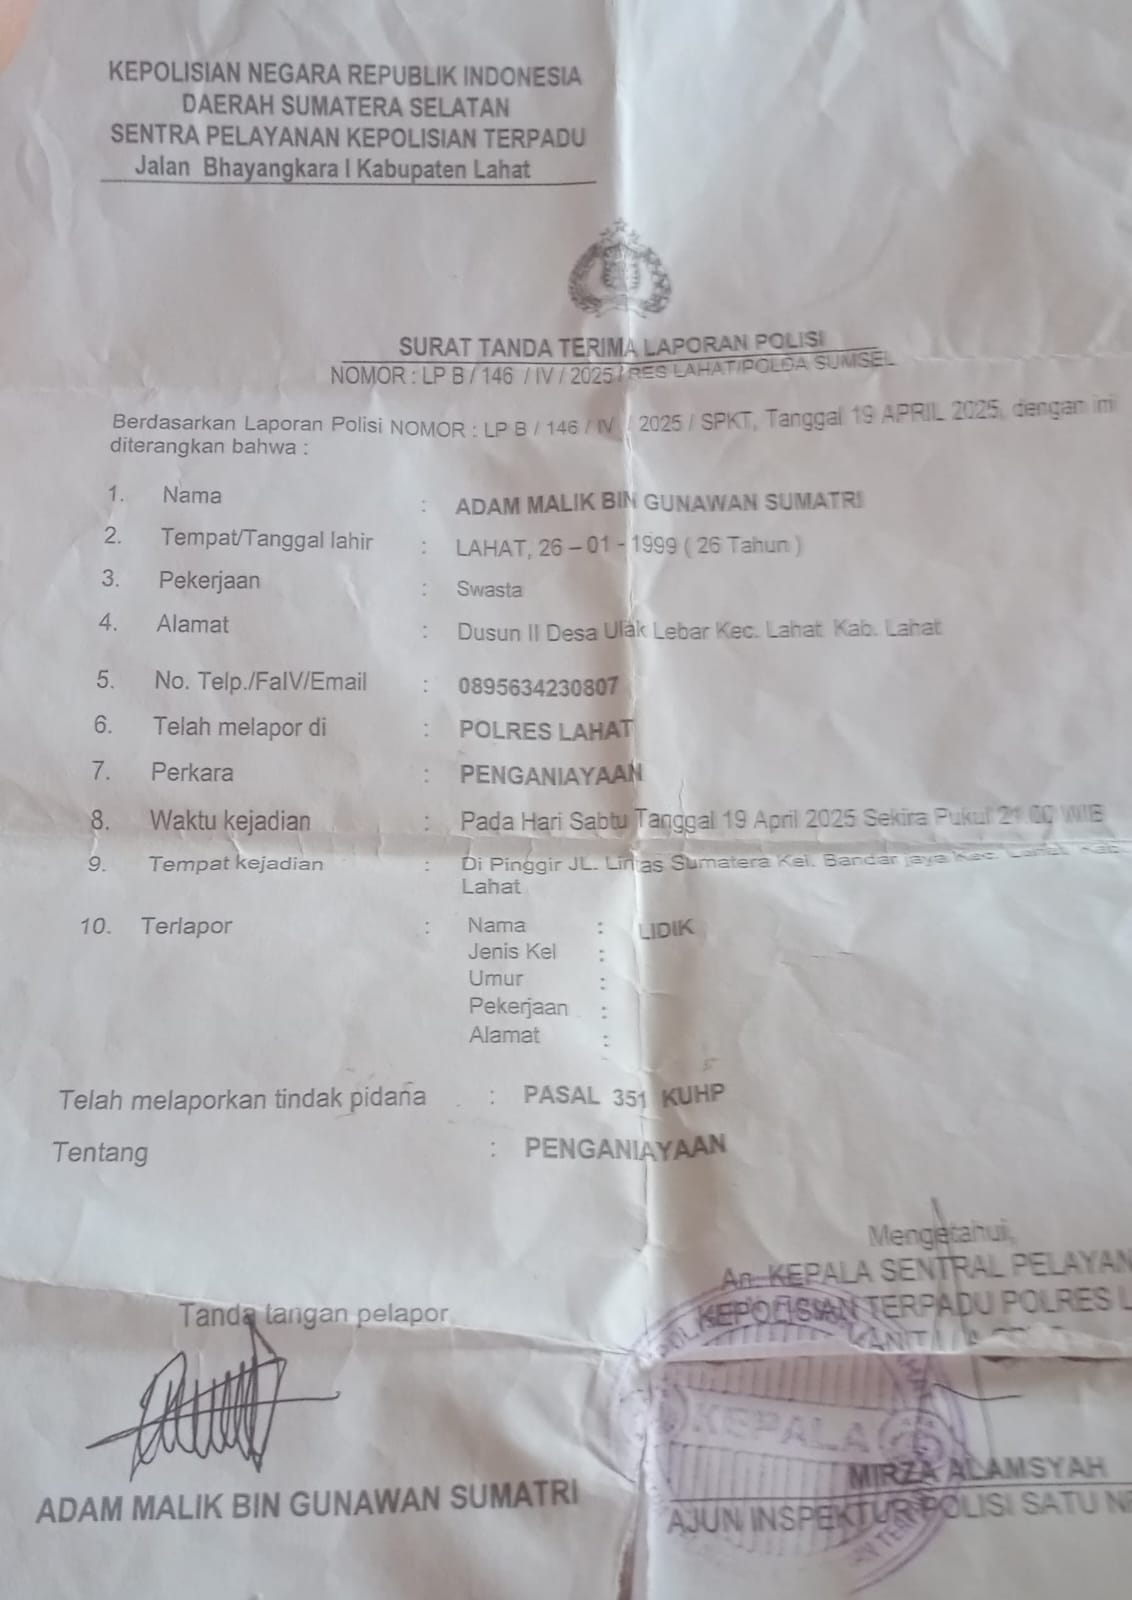 KEPOLISIAN NEGARA REPUBLIK INDONESIA
DAERAH SUMATERA SELATAN
SENTRA PELAYANAN KEPOLISIAN TERPADU
Jalan Bhayangkara I Kabupaten Lahat
SURAT TANDA TERIMA LAPORAN POLISI
NOMOR : LP B / 146 / IV / 2025 / RES LAHAT/POLDA SUMSEL
Berdasarkan Laporan Polisi NOMOR : LP B / 146 / IV / 2025 / SPKT, Tanggal 19 APRIL 2025, dengan ini
diterangkan bahwa :
1. Nama : ADAM MALIK BIN GUNAWAN SUMATRI
2. Tempat/Tanggal lahir : LAHAT, 26 – 01 - 1999 ( 26 Tahun )
3. Pekerjaan : Swasta
4. Alamat : Dusun II Desa Ulak Lebar Kec. Lahat Kab. Lahat
5. No. Telp./FaIV/Email : 0895634230807
6. Telah melapor di : POLRES LAHAT
7. Perkara : PENGANIAYAAN
8. Waktu kejadian : Pada Hari Sabtu Tanggal 19 April 2025 Sekira Pukul 21.00 WIB
9. Tempat kejadian : Di Pinggir JL. Lintas Sumatera Kel. Bandar jaya Kec. Lahat Kab.
Lahat
10. Terlapor : Nama : LIDIK
Jenis Kel :
Umur :
Pekerjaan :
Alamat :
Telah melaporkan tindak pidana : PASAL 351 KUHP
Tentang : PENGANIAYAAN
Mengetahui,
An. KEPALA SENTRAL PELAYAN
KEPOLISIAN TERPADU POLRES L
Tanda tangan pelapor
KEPALA
MIRZA ALAMSYAH
AJUN INSPEKTUR POLISI SATU N
ADAM MALIK BIN GUNAWAN SUMATRI